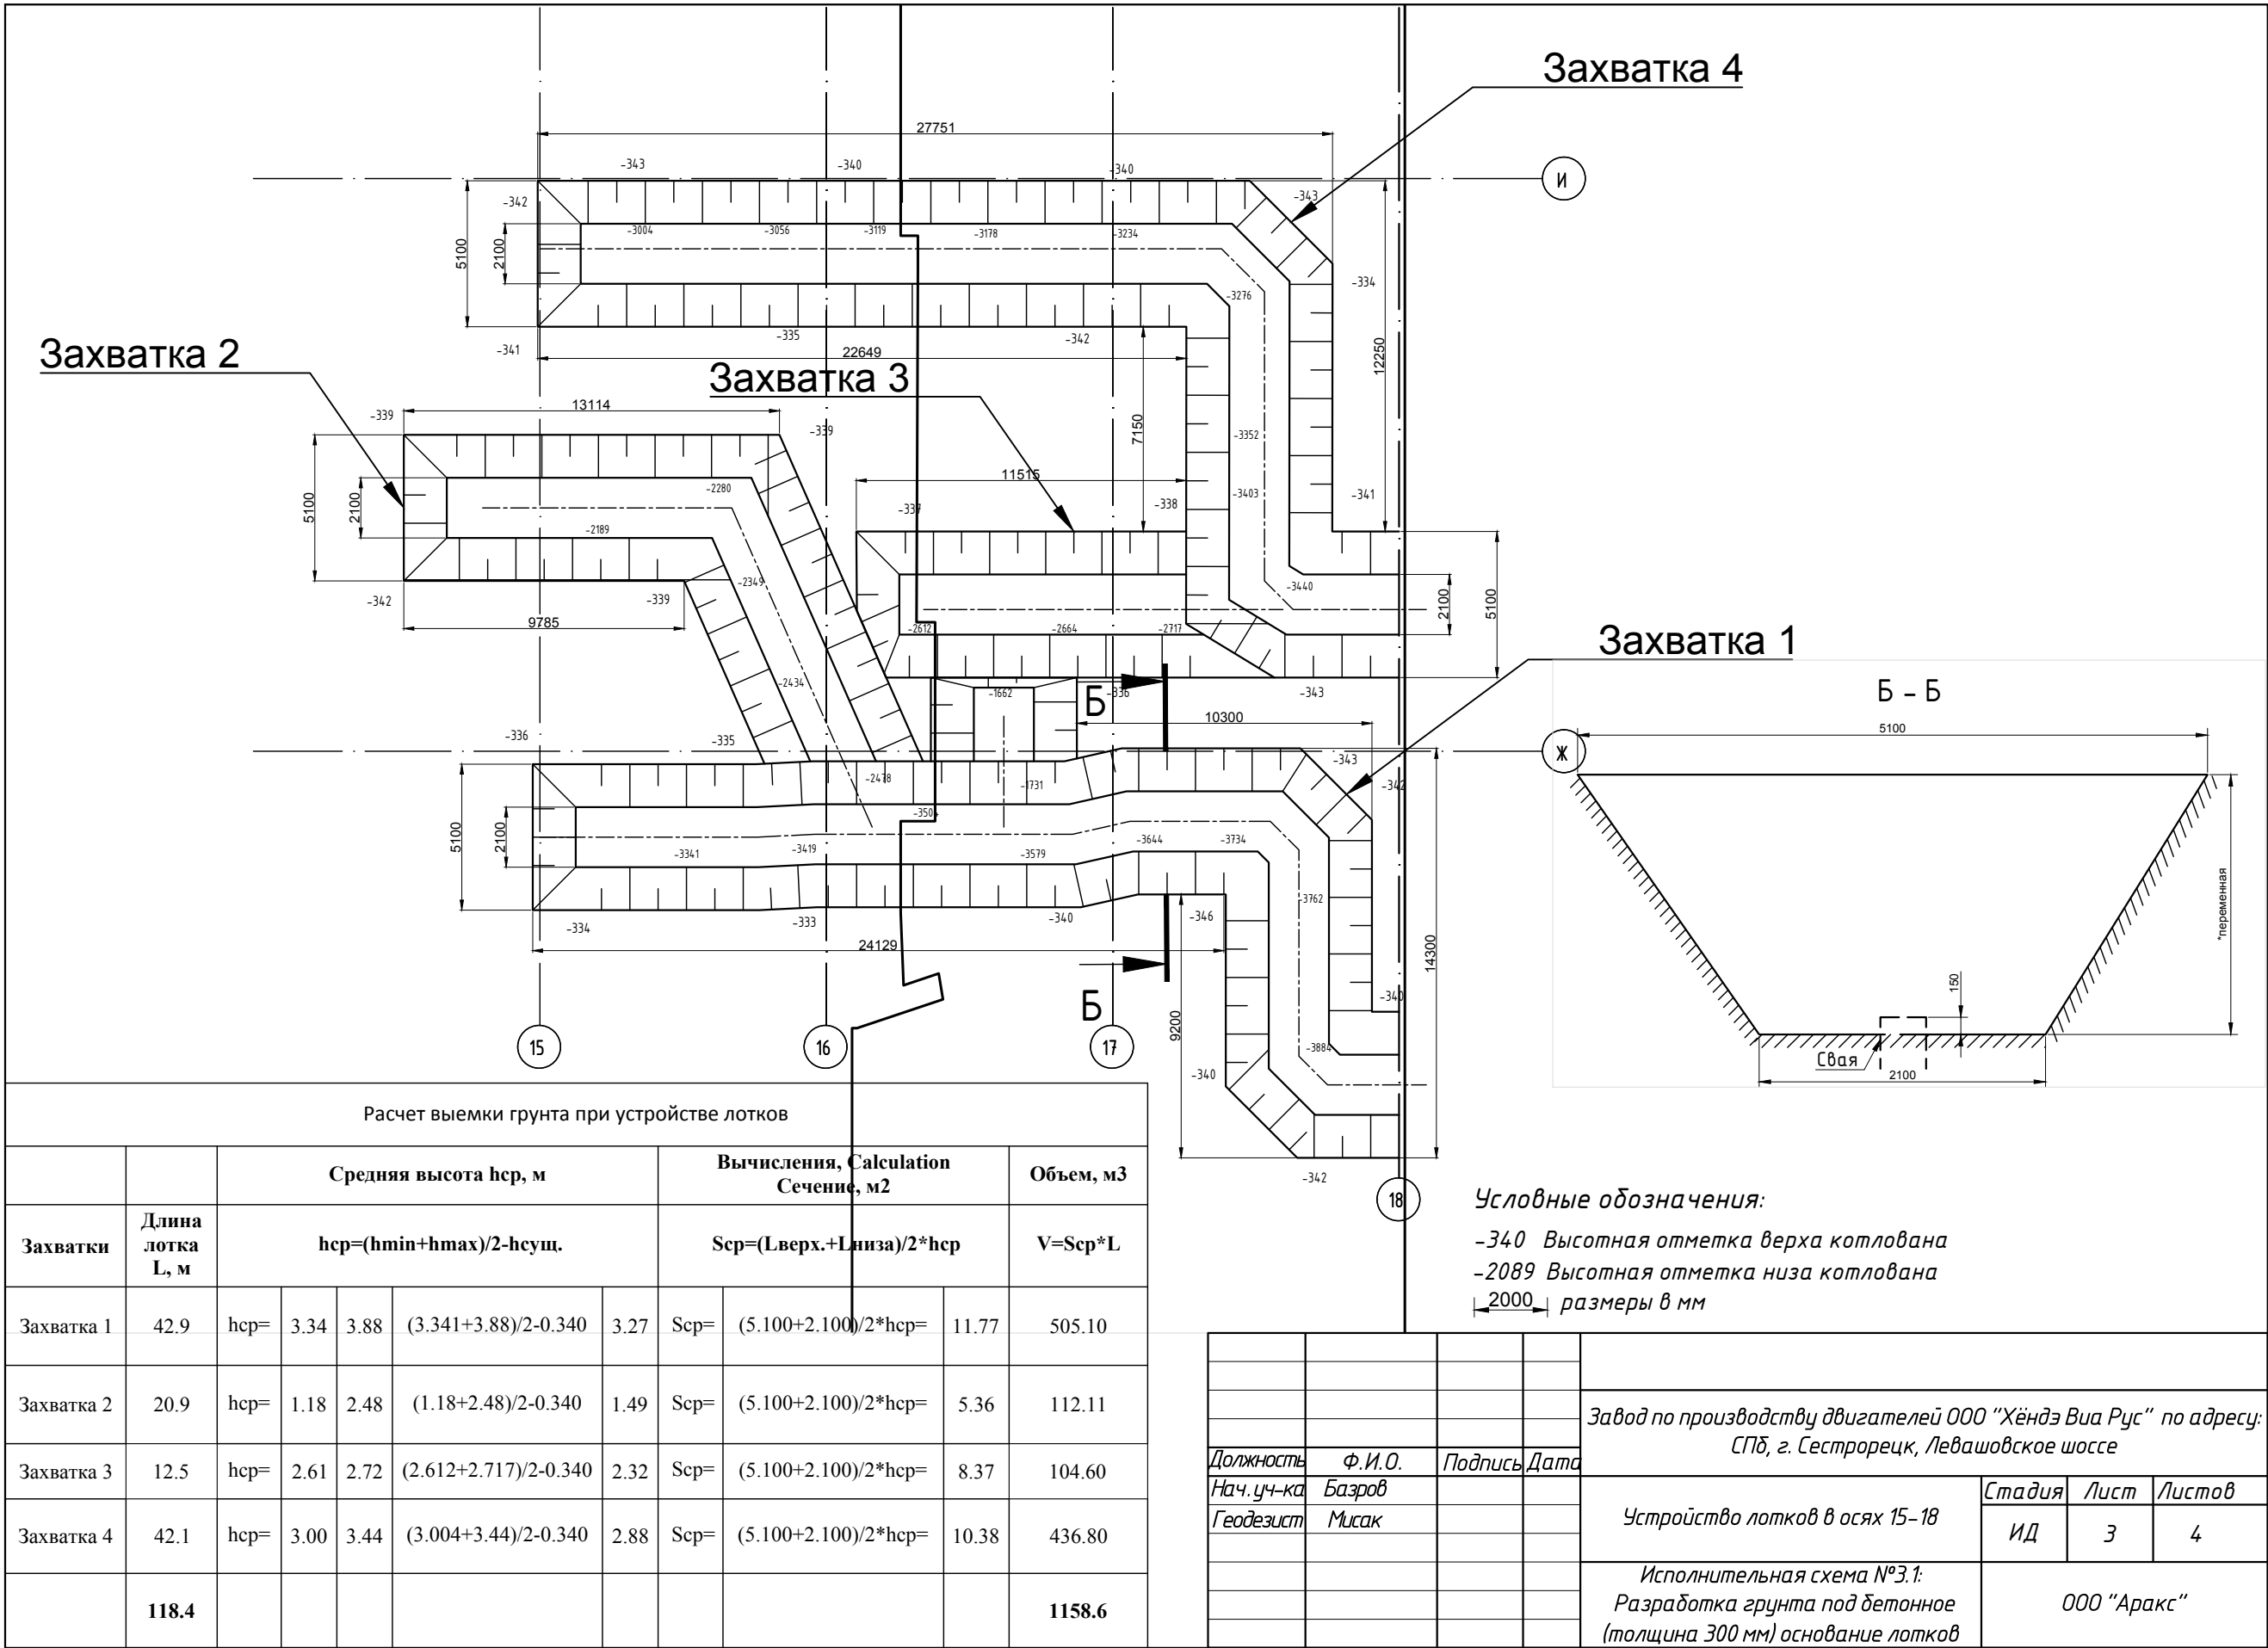 Захватка 4
27751
-343
-340
-340
И
-342
-343
5100
2100
-3004
-3056
-3119
-3178
-3234
-334
-3276
-335
-342
-341
22649
12250
Захватка 2
Захватка 3
13114
-339
-339
7150
-3352
11515
5100
2100
-2280
-337
-338
-3403
-341
-2189
-2349
-342
-339
-3440
2100
5100
9785
-2612
-2664
-2717
Захватка 1
-2434
-1662
Б
-336
-343
Б - Б
10300
5100
-336
-335
Ж
-343
-2478
-1731
-342
5100
2100
-3419
-3341
-3579
-3644
-3734
-3762
*переменная
-334
-333
-340
-346
24129
14300
-340
150
Б
9200
15
16
17
-3884
Свая
2100
-340
-342
18
Расчет выемки грунта при устройстве лотков
Средняя высота hср, м
Вычисления, Calculation
Сечение, м2
Объем, м3
Захватки
Длина
лотка
L, м
hср=(hmin+hmax)/2-hсущ.
Sср=(Lверх.+Lниза)/2*hср
V=Sср*L
Захватка 1 42.9 hср= 3.34 3.88 (3.341+3.88)/2-0.340 3.27 Sср= (5.100+2.100)/2*hср= 11.77 505.10
Захватка 2 20.9 hср= 1.18 2.48 (1.18+2.48)/2-0.340 1.49 Sср= (5.100+2.100)/2*hср= 5.36 112.11
Захватка 3 12.5 hср= 2.61 2.72 (2.612+2.717)/2-0.340 2.32 Sср= (5.100+2.100)/2*hср= 8.37 104.60
Захватка 4 42.1 hср= 3.00 3.44 (3.004+3.44)/2-0.340 2.88 Sср= (5.100+2.100)/2*hср= 10.38 436.80
118.4 1158.6
Условные обозначения:
-340 Высотная отметка верха котлована
-2089 Высотная отметка низа котлована
2000 размеры в мм
Завод по производству двигателей ООО "Хёндэ Виа Рус" по адресу:
СПб, г. Сестрорецк, Левашовское шоссе
Должность Ф.И.О. Подпись Дата
Нач.уч-ка Базров
Геодезист Мисак
Устройство лотков в осях 15-18
Стадия Лист Листов
ИД 3 4
Исполнительная схема №3.1:
Разработка грунта под бетонное
(толщина 300 мм) основание лотков
ООО "Аракс"